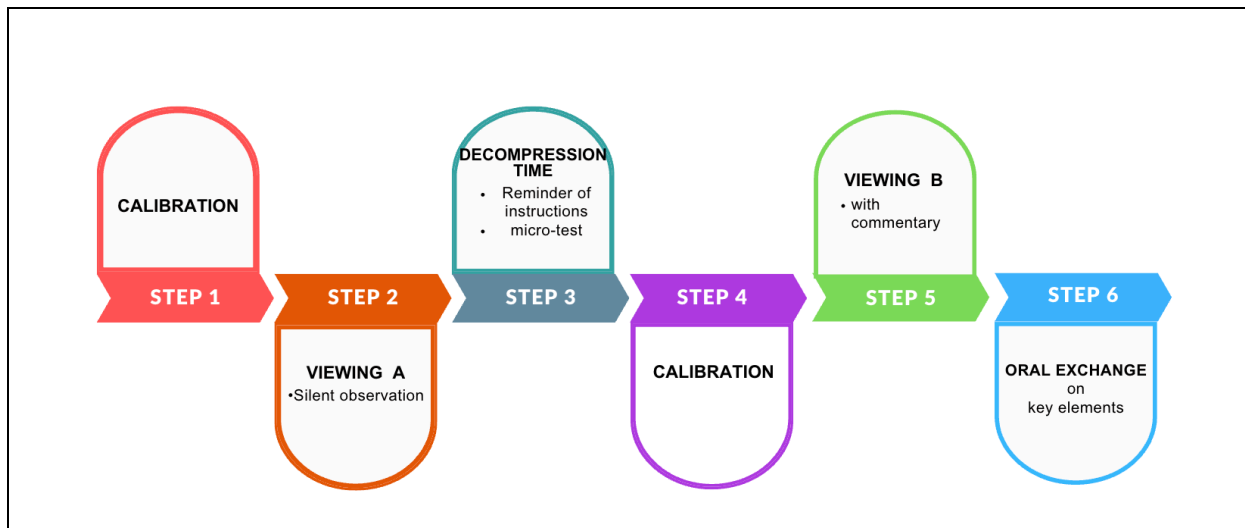 CALIBRATION
STEP 1
STEP 2
VIEWING A
•Silent observation
DECOMPRESSION
TIME
• Reminder of
instructions
• micro-test
STEP 3
STEP 4
CALIBRATION
VIEWING B
• with
commentary
STEP 5
STEP 6
ORAL EXCHANGE
on
key elements